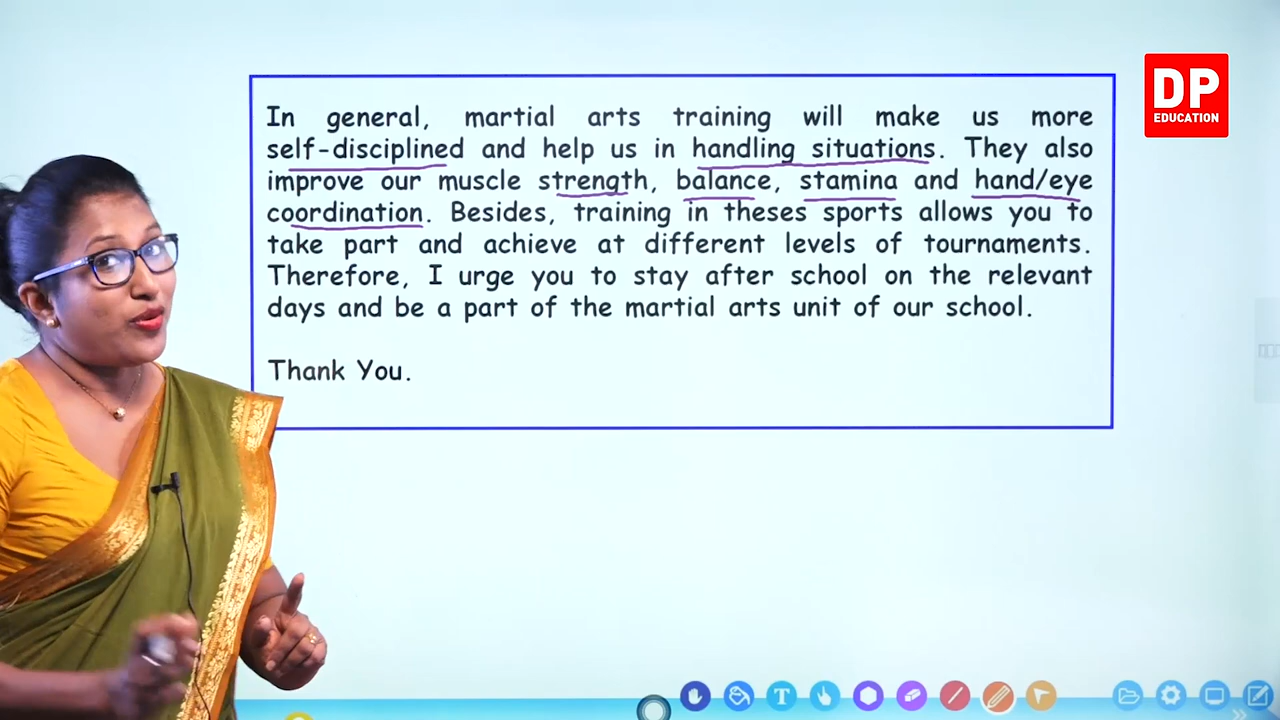 In general, martial arts training will make us more
self-disciplined and help us in handling situations. They also
improve our muscle strength, balance, stamina and hand/eye
coordination. Besides, training in theses sports allows you to
take part and achieve at different levels of tournaments.
Therefore, I urge you to stay after school on the relevant
days and be a part of the martial arts unit of our school.
Thank You.
DP
EDUCATION
T